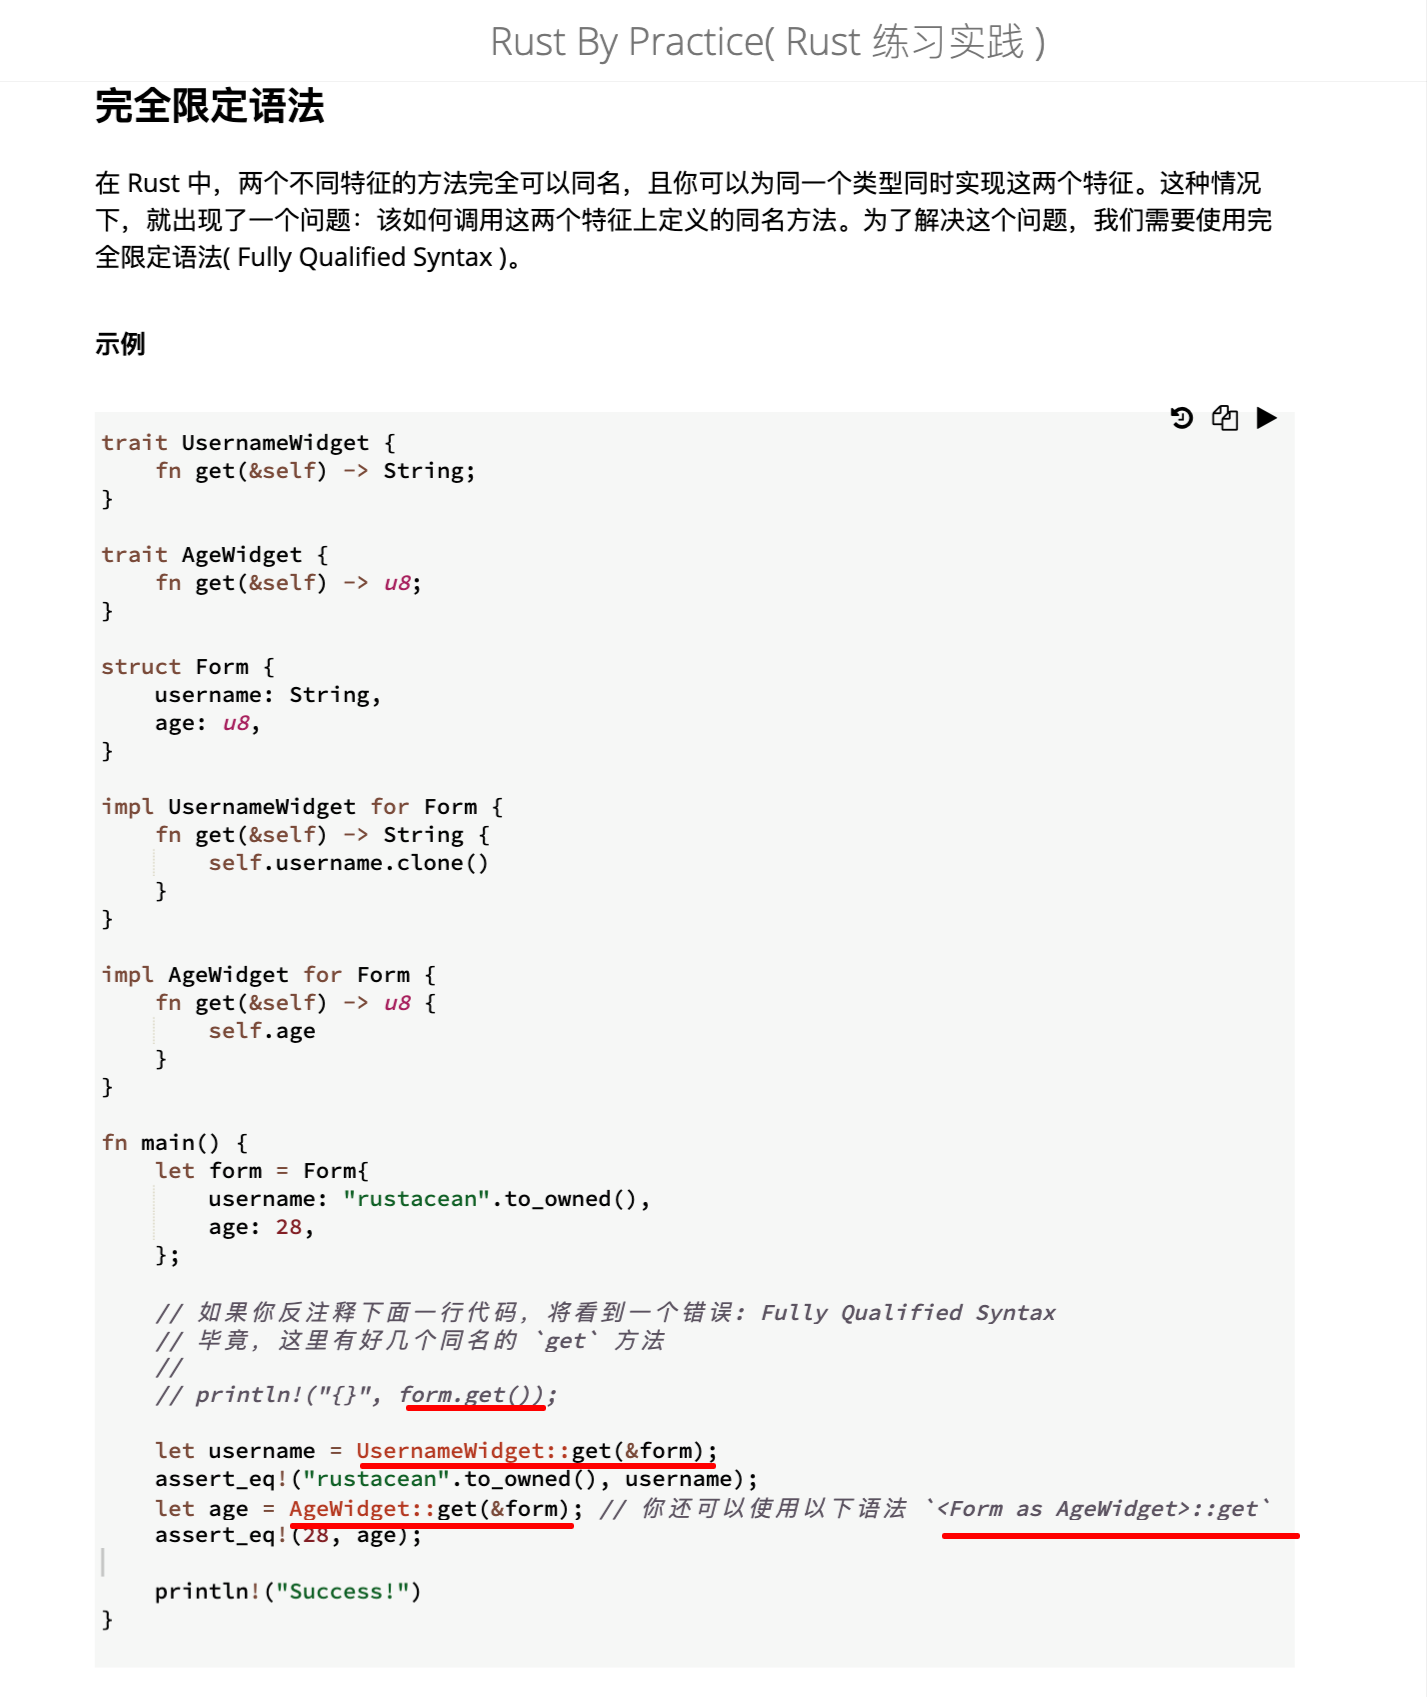 Rust By Practice( Rust 练习实践 )
完全限定语法
在 Rust 中，两个不同特征的方法完全可以同名，且你可以为同一个类型同时实现这两个特征。这种情况
下，就出现了一个问题：该如何调用这两个特征上定义的同名方法。为了解决这个问题，我们需要使用完
全限定语法( Fully Qualified Syntax )。
示例
trait UsernameWidget {
    fn get(&self) -> String;
}
trait AgeWidget {
    fn get(&self) -> u8;
}
struct Form {
    username: String,
    age: u8,
}
impl UsernameWidget for Form {
    fn get(&self) -> String {
        self.username.clone()
    }
}
impl AgeWidget for Form {
    fn get(&self) -> u8 {
        self.age
    }
}
fn main() {
    let form = Form{
        username: "rustacean".to_owned(),
        age: 28,
    };
    // 如果你反注释下面一行代码，将看到一个错误: Fully Qualified Syntax
    // 毕竟，这里有好几个同名的 `get` 方法
    //
    // println!("{}", form.get());
    let username = UsernameWidget::get(&form);
    assert_eq!("rustacean".to_owned(), username);
    let age = AgeWidget::get(&form); // 你还可以使用以下语法 `<Form as AgeWidget>::get`
    assert_eq!(28, age);
    println!("Success!")
}